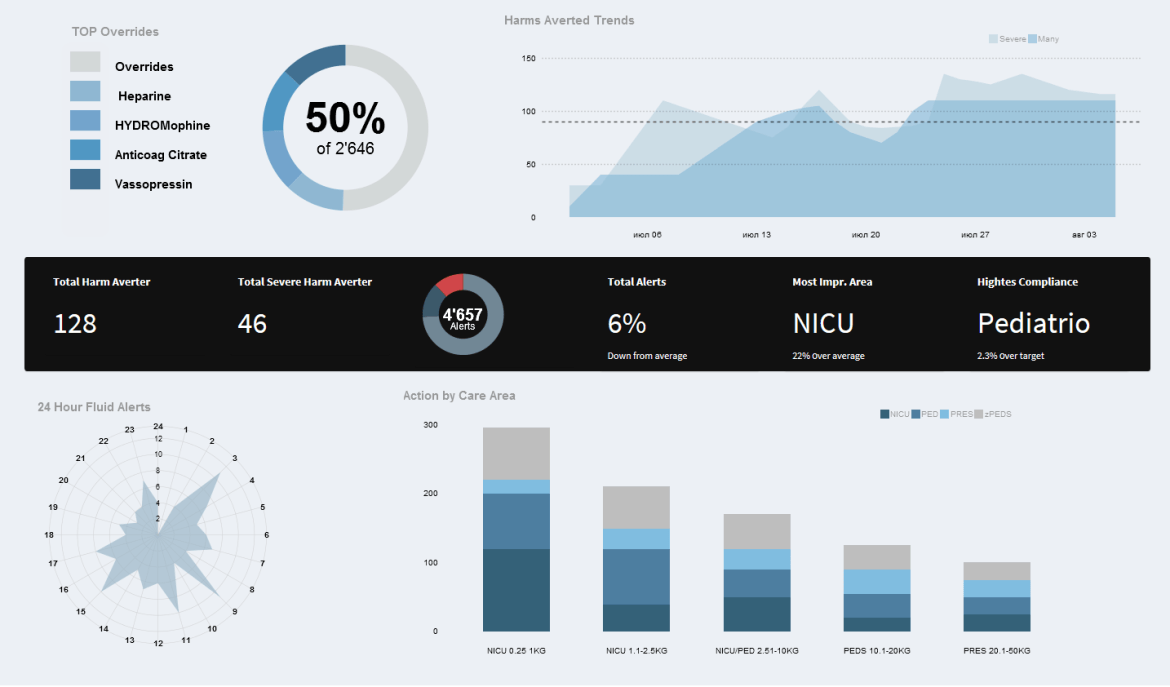 TOP Overrides
Overrides
Heparine
HYDROMophine
Anticoag Citrate
Vassopressin
50%
of 2'646
Harms Averted Trends
Severe Many
150
100
50
0
июл 06 июл 13 июл 20 июл 27 авг 03
Total Harm Averter
128
Total Severe Harm Averter
46
4'657
Alerts
Total Alerts
6%
Down from average
Most Impr. Area
NICU
22% Over average
Hightes Compliance
Pediatrio
2.3% Over target
24 Hour Fluid Alerts
24
1
2
3
4
5
6
7
8
9
10
11
12
13
14
15
16
17
18
19
20
21
22
23
12
10
8
6
4
2
Action by Care Area
NICU PED PRES zPEDS
300
200
100
0
NICU 0.25 1KG NICU 1.1-2.5KG NICU/PED 2.51-10KG PEDS 10.1-20KG PRES 20.1-50KG